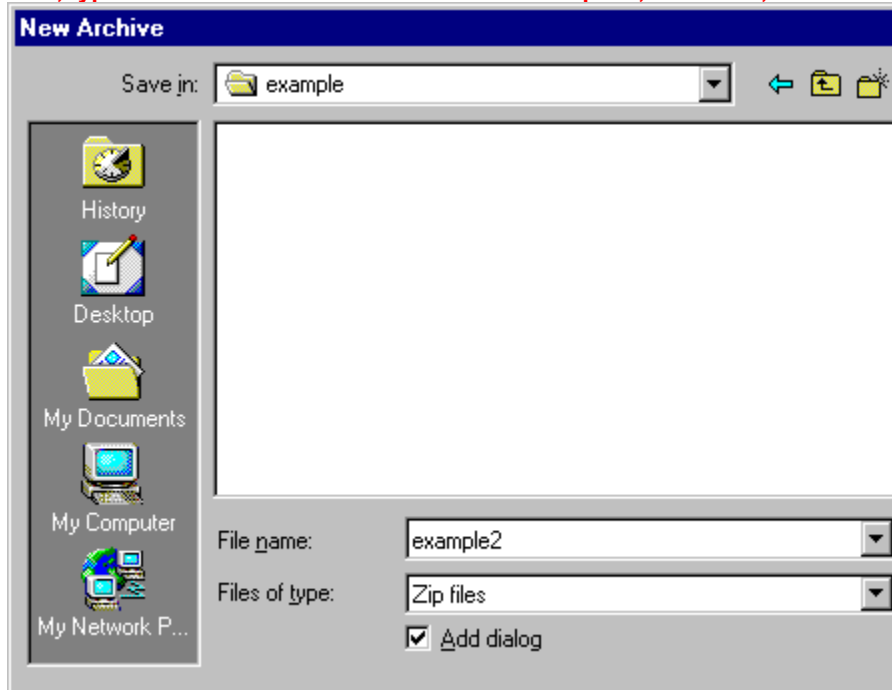 New Archive
Save in: example
History
Desktop
My Documents
My Computer
My Network P...
File name: example2
Files of type: Zip files
Add dialog